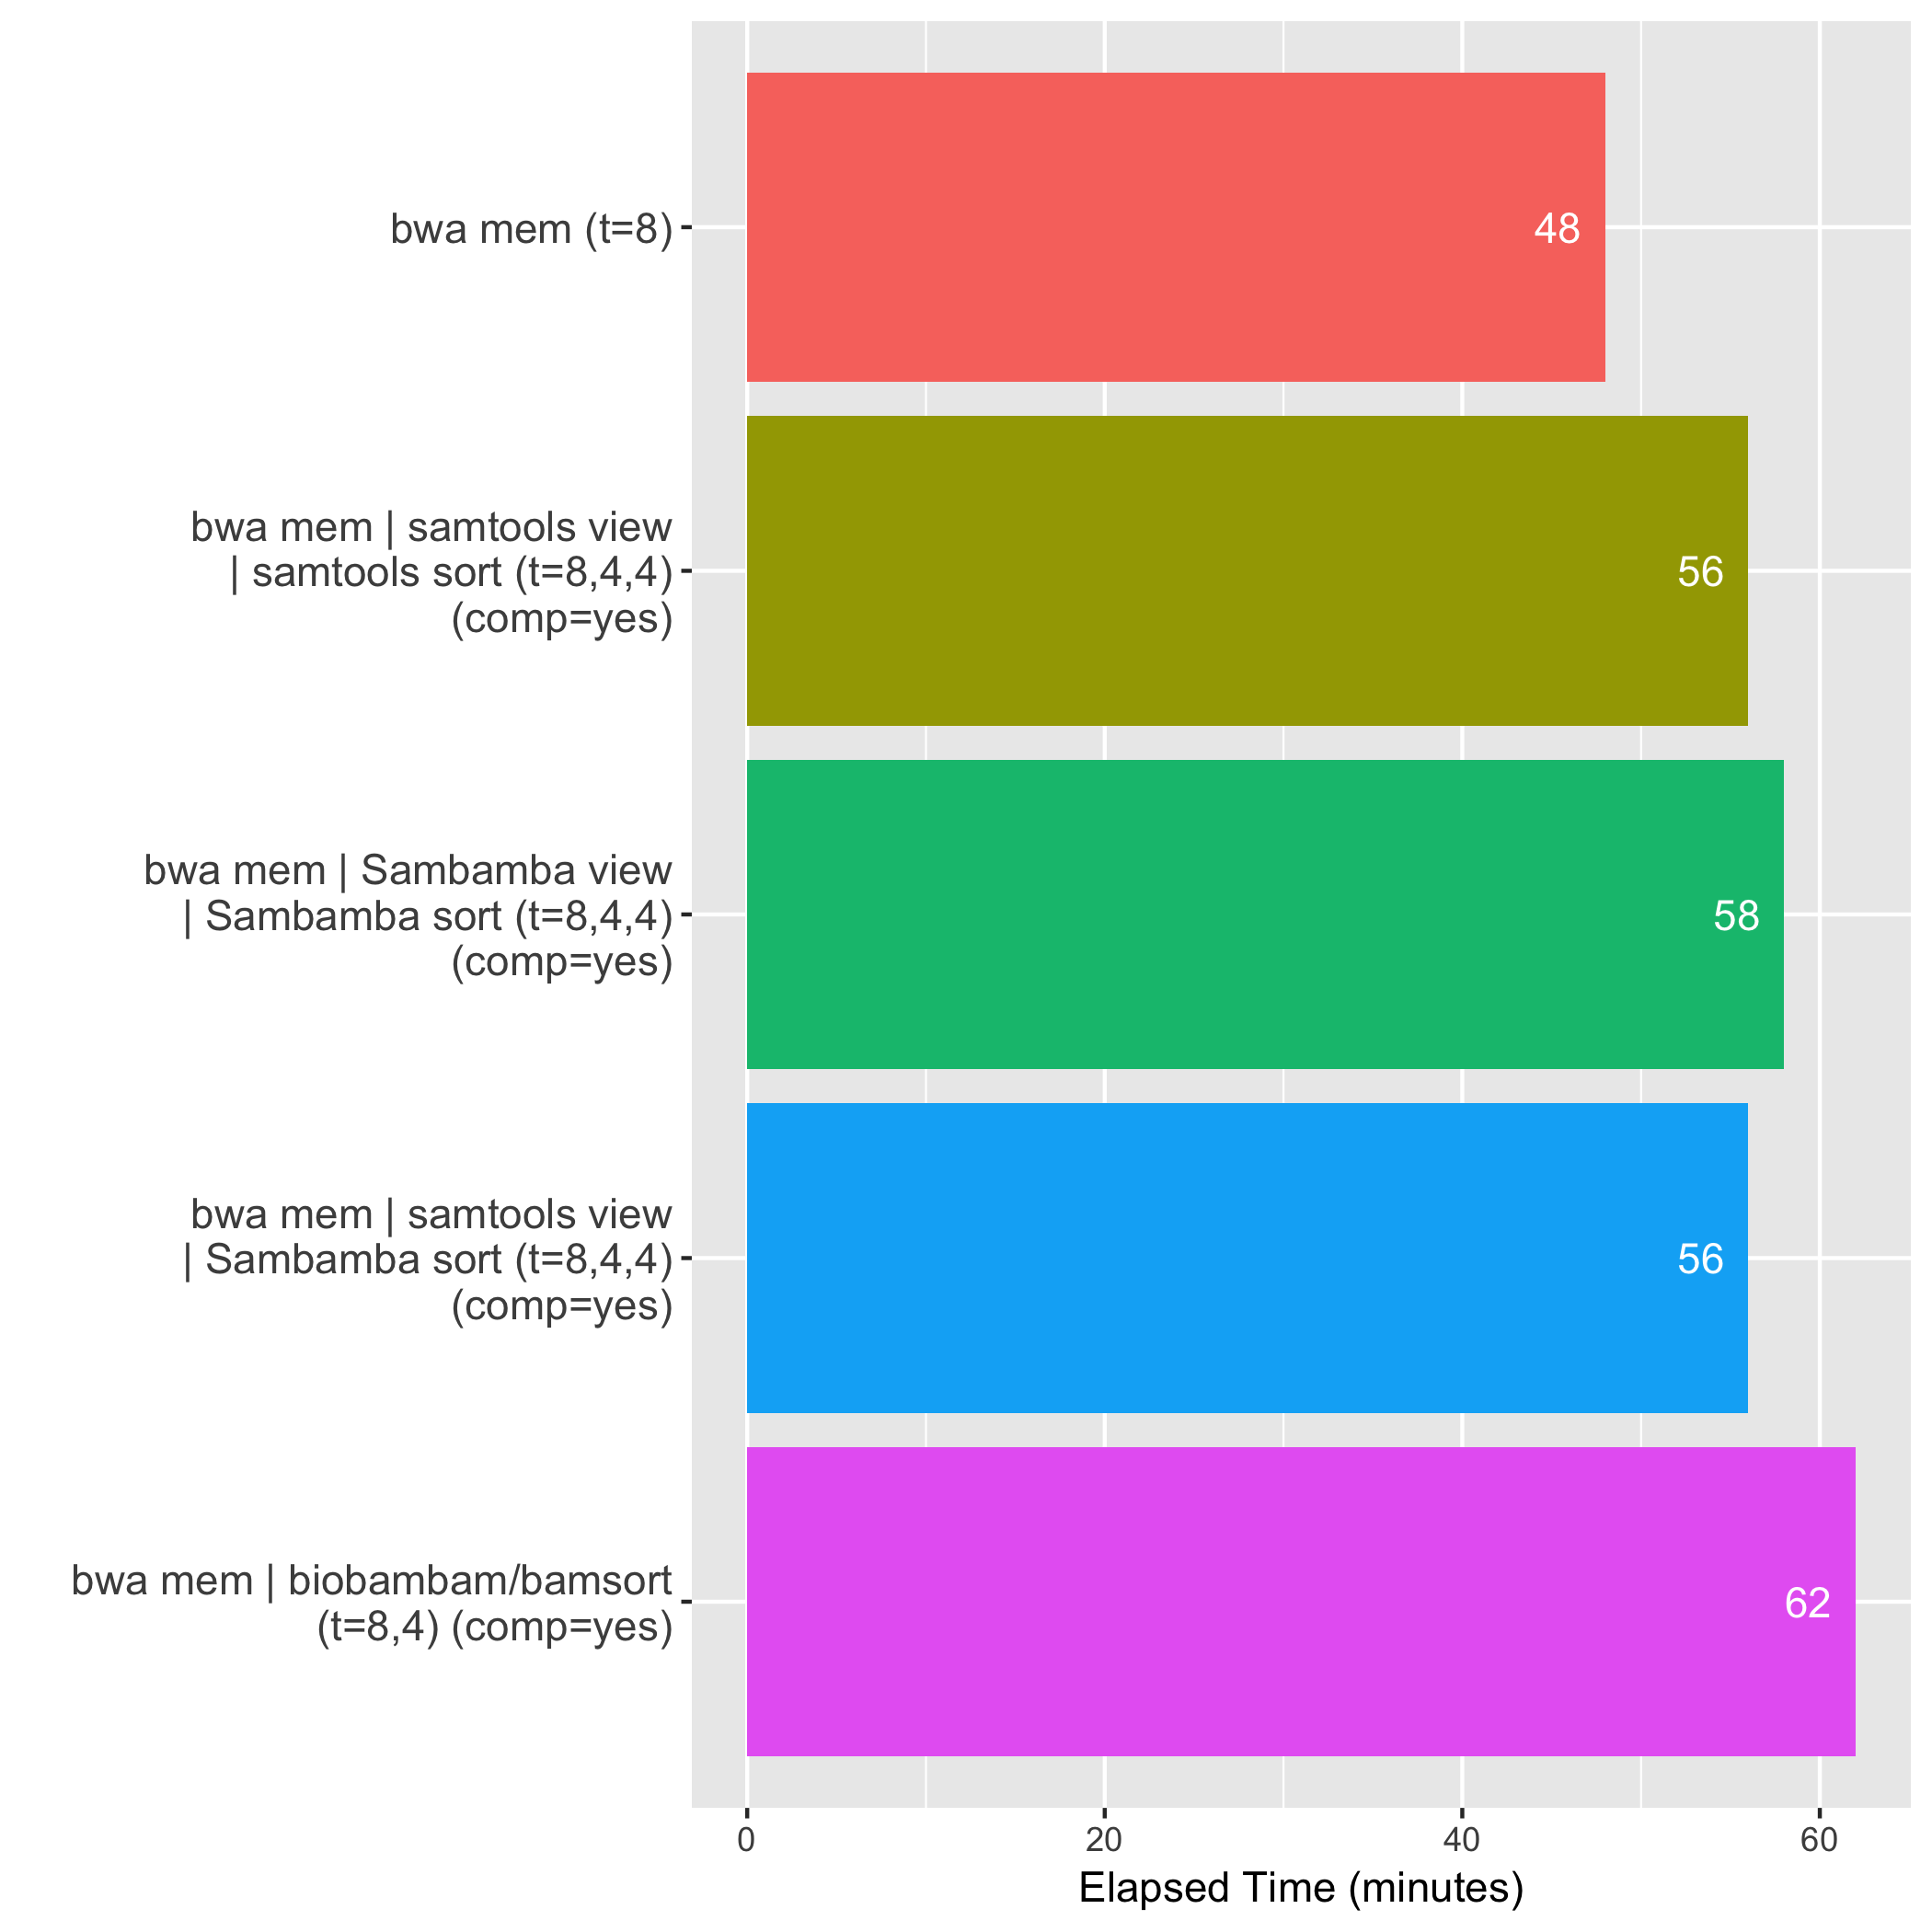 bwa mem (t=8)
48
bwa mem | samtools view
| samtools sort (t=8,4,4)
(comp=yes)
56
bwa mem | Sambamba view
| Sambamba sort (t=8,4,4)
(comp=yes)
58
bwa mem | samtools view
| Sambamba sort (t=8,4,4)
(comp=yes)
56
bwa mem | biobambam/bamsort
(t=8,4) (comp=yes)
62
0 20 40 60
Elapsed Time (minutes)